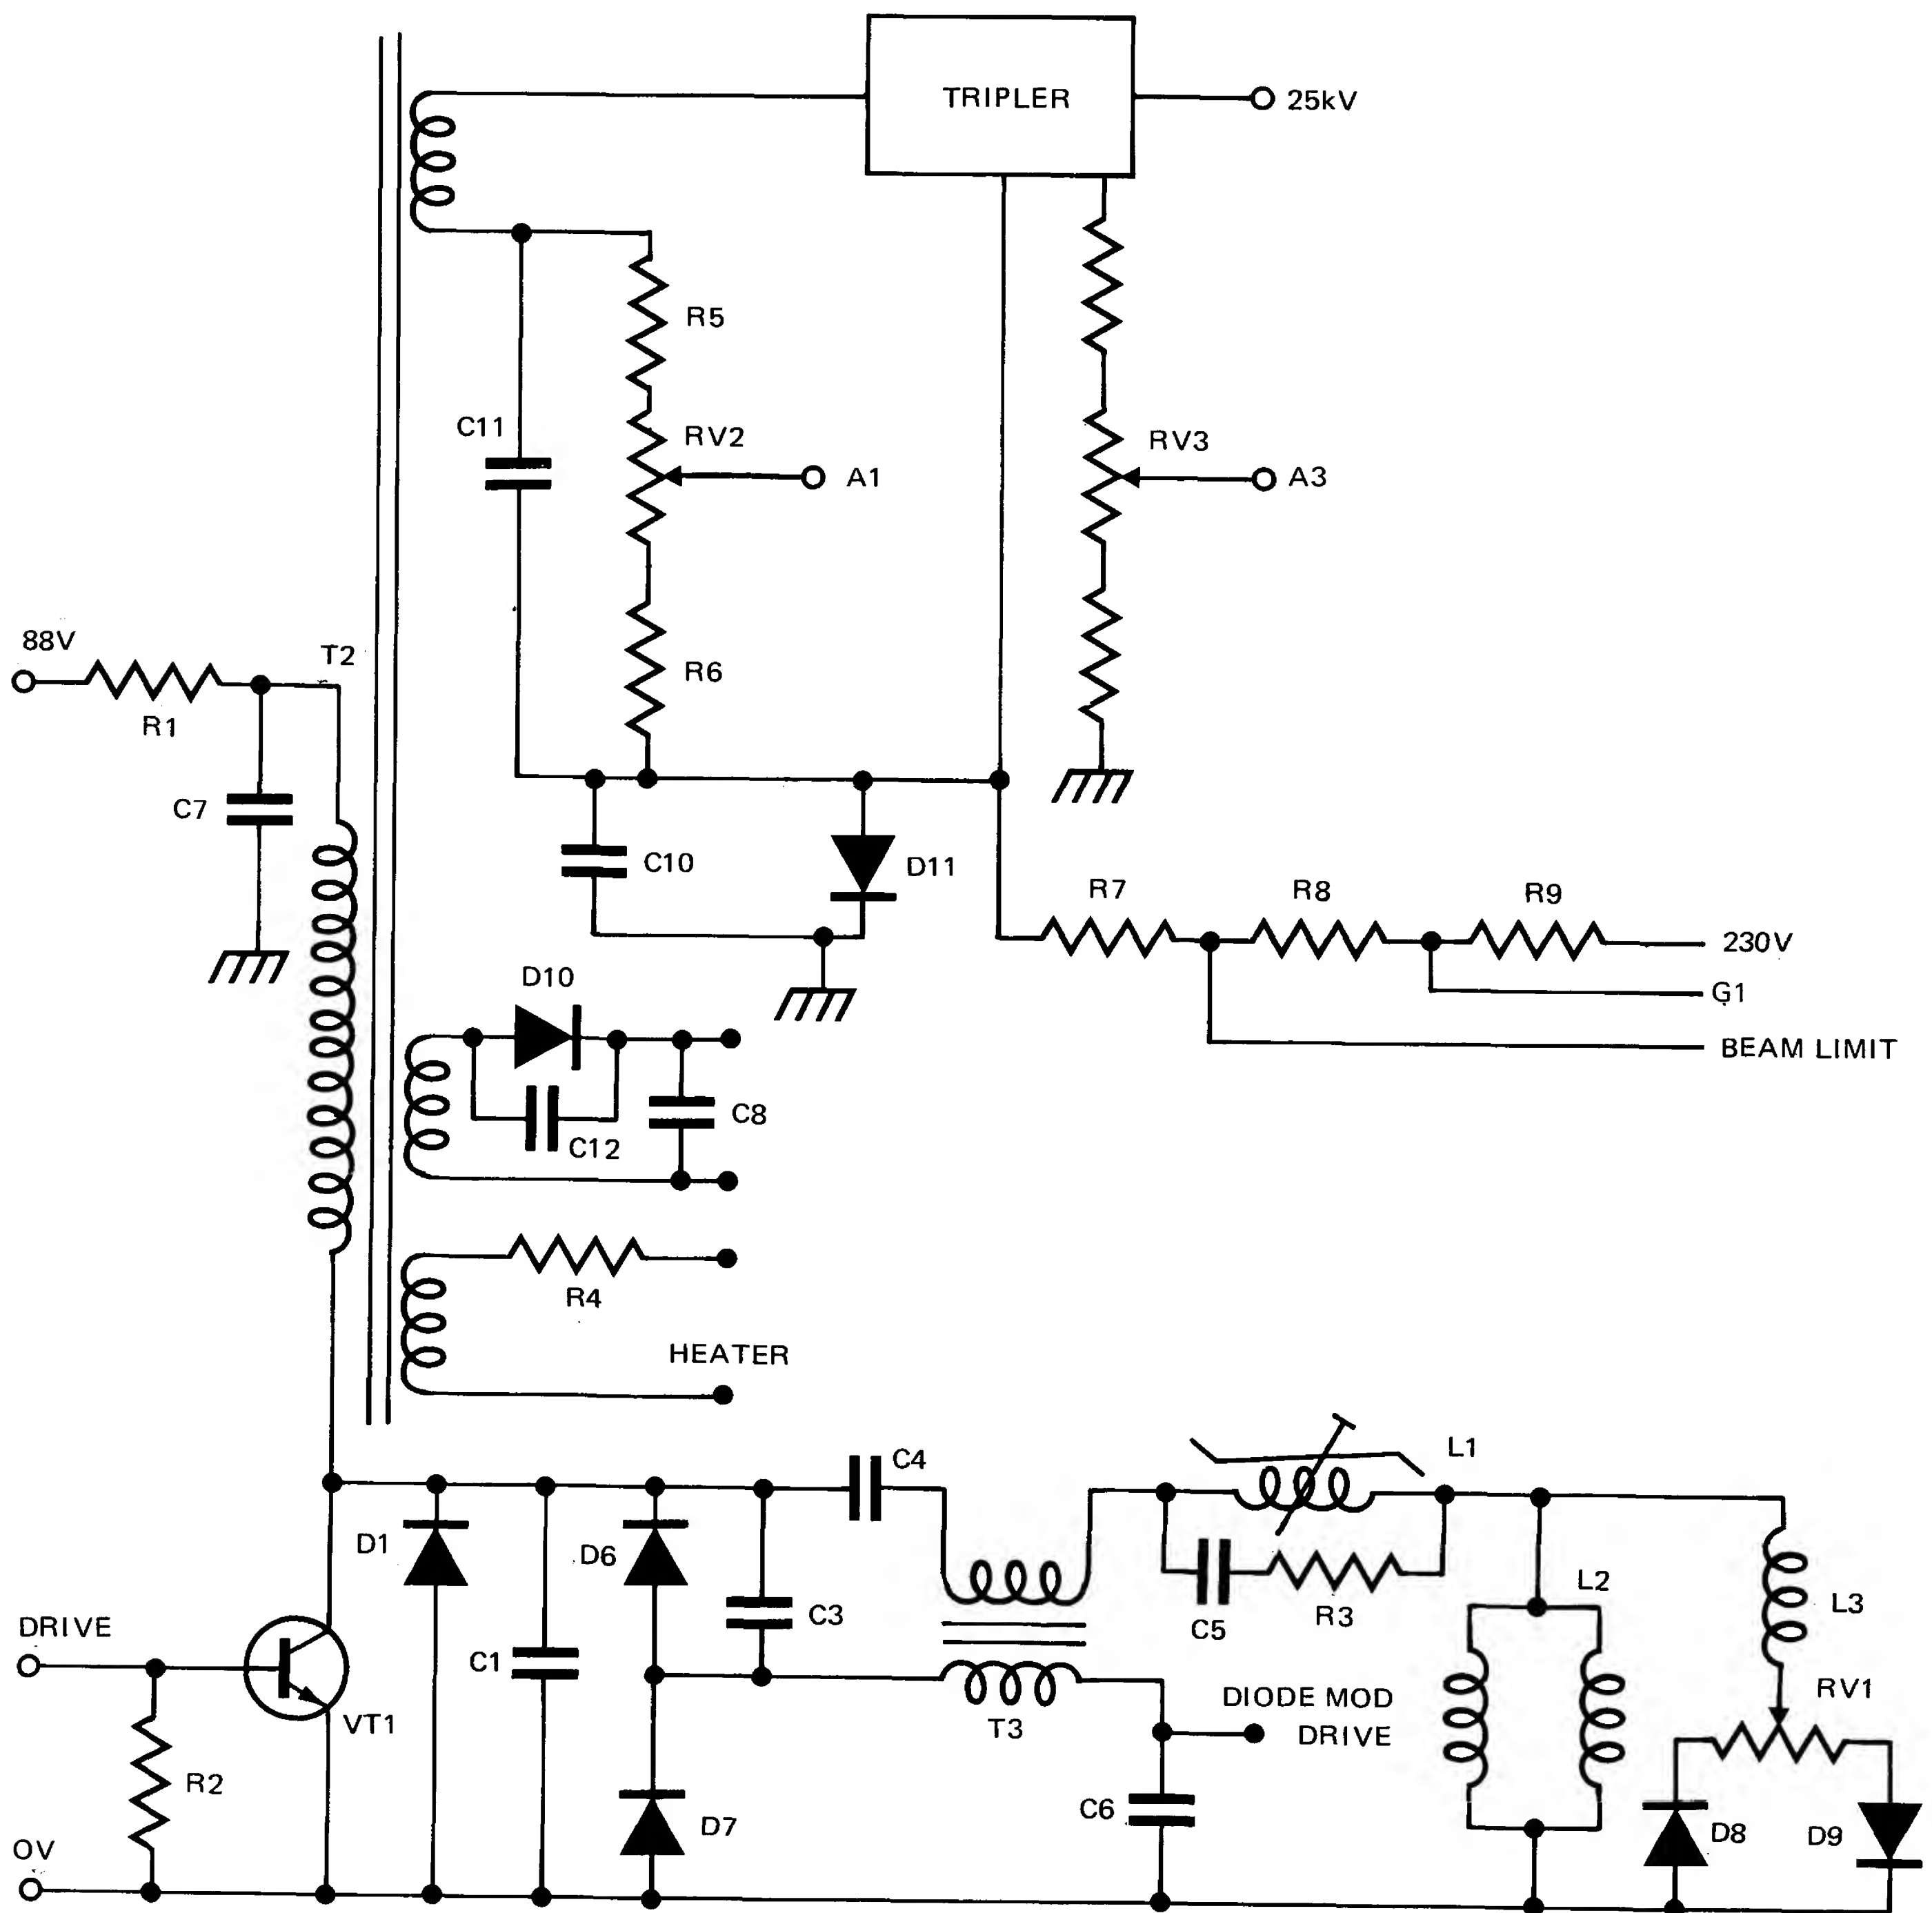 TRIPLER
25kV
R5
C11
RV2
A1
RV3
A3
88V
T2
R6
R1
C7
C10
D11
R7
R8
R9
230V
G1
BEAM LIMIT
D10
C8
C12
R4
HEATER
C4
L1
D1
D6
C3
C5
R3
L2
L3
DRIVE
C1
VT1
T3
DIODE MOD
DRIVE
RV1
R2
D7
C6
D8
D9
OV